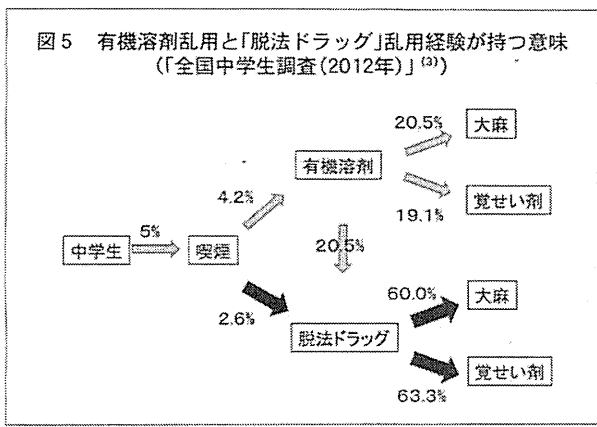 図5 有機溶剤乱用と「脱法ドラッグ」乱用経験が持つ意味
(「全国中学生調査(2012年)」(3))
20.5%
大麻
有機溶剤
4.2%
19.1%
覚せい剤
5%
中学生
喫煙
20.5%
60.0%
大麻
2.6%
脱法ドラッグ
覚せい剤
63.3%